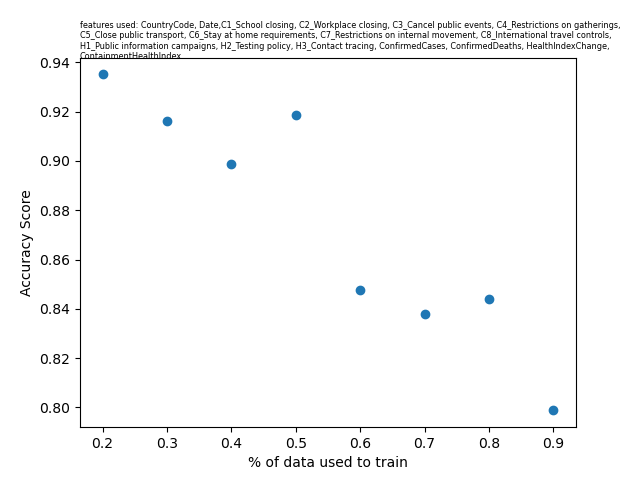 features used: CountryCode, Date,C1_School closing, C2_Workplace closing, C3_Cancel public events, C4_Restrictions on gatherings,
C5_Close public transport, C6_Stay at home requirements, C7_Restrictions on internal movement, C8_International travel controls,
H1_Public information campaigns, H2_Testing policy, H3_Contact tracing, ConfirmedCases, ConfirmedDeaths, HealthIndexChange,
ContainmentHealthIndex
0.94
0.92
0.90
0.88
0.86
0.84
0.82
0.80
Accuracy Score
0.2 0.3 0.4 0.5 0.6 0.7 0.8 0.9
% of data used to train